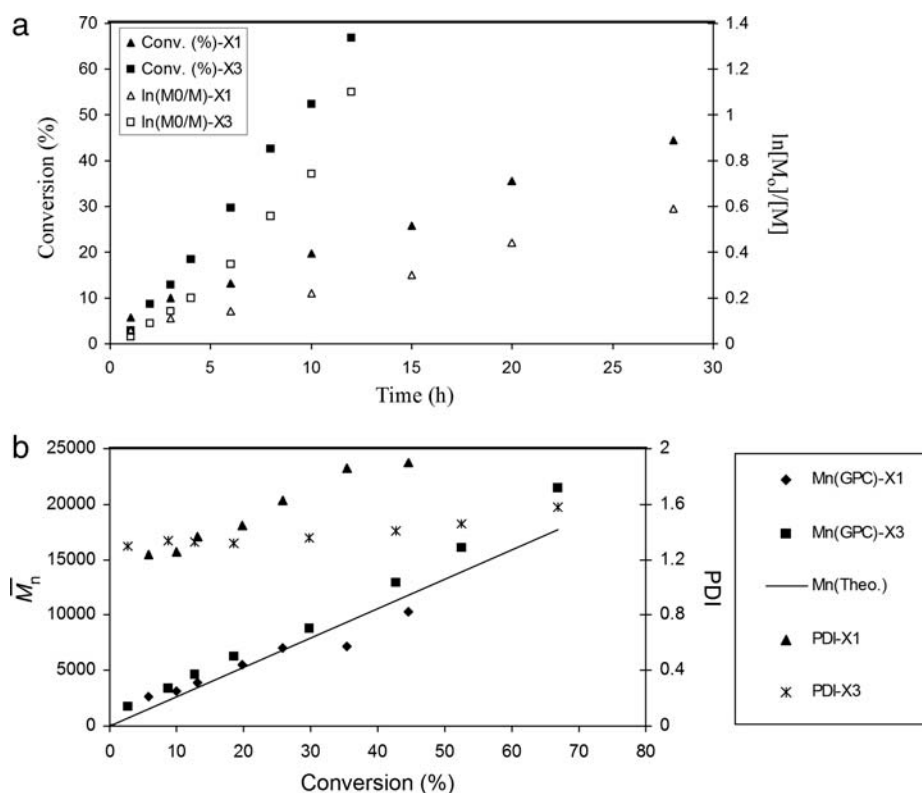 a
70
60
50
40
30
20
10
0
Conversion (%)
Conv. (%)-X1
Conv. (%)-X3
ln(M0/M)-X1
ln(M0/M)-X3
1.4
1.2
1
0.8
0.6
0.4
0.2
0
ln[Mo]/[M]
0 5 10 15 20 25 30
Time (h)
b
25000
20000
15000
10000
5000
0
M̅n
2
1.6
1.2
0.8
0.4
0
PDI
0 10 20 30 40 50 60 70 80
Conversion (%)
Mn(GPC)-X1
Mn(GPC)-X3
Mn(Theo.)
PDI-X1
PDI-X3